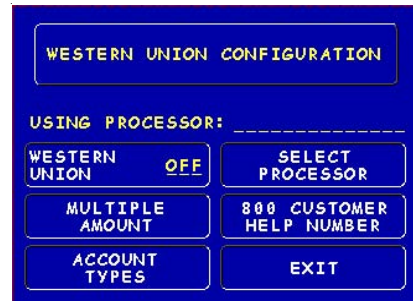 WESTERN UNION CONFIGURATION
USING PROCESSOR: ______________
WESTERN UNION OFF
SELECT PROCESSOR
MULTIPLE AMOUNT
800 CUSTOMER HELP NUMBER
ACCOUNT TYPES
EXIT